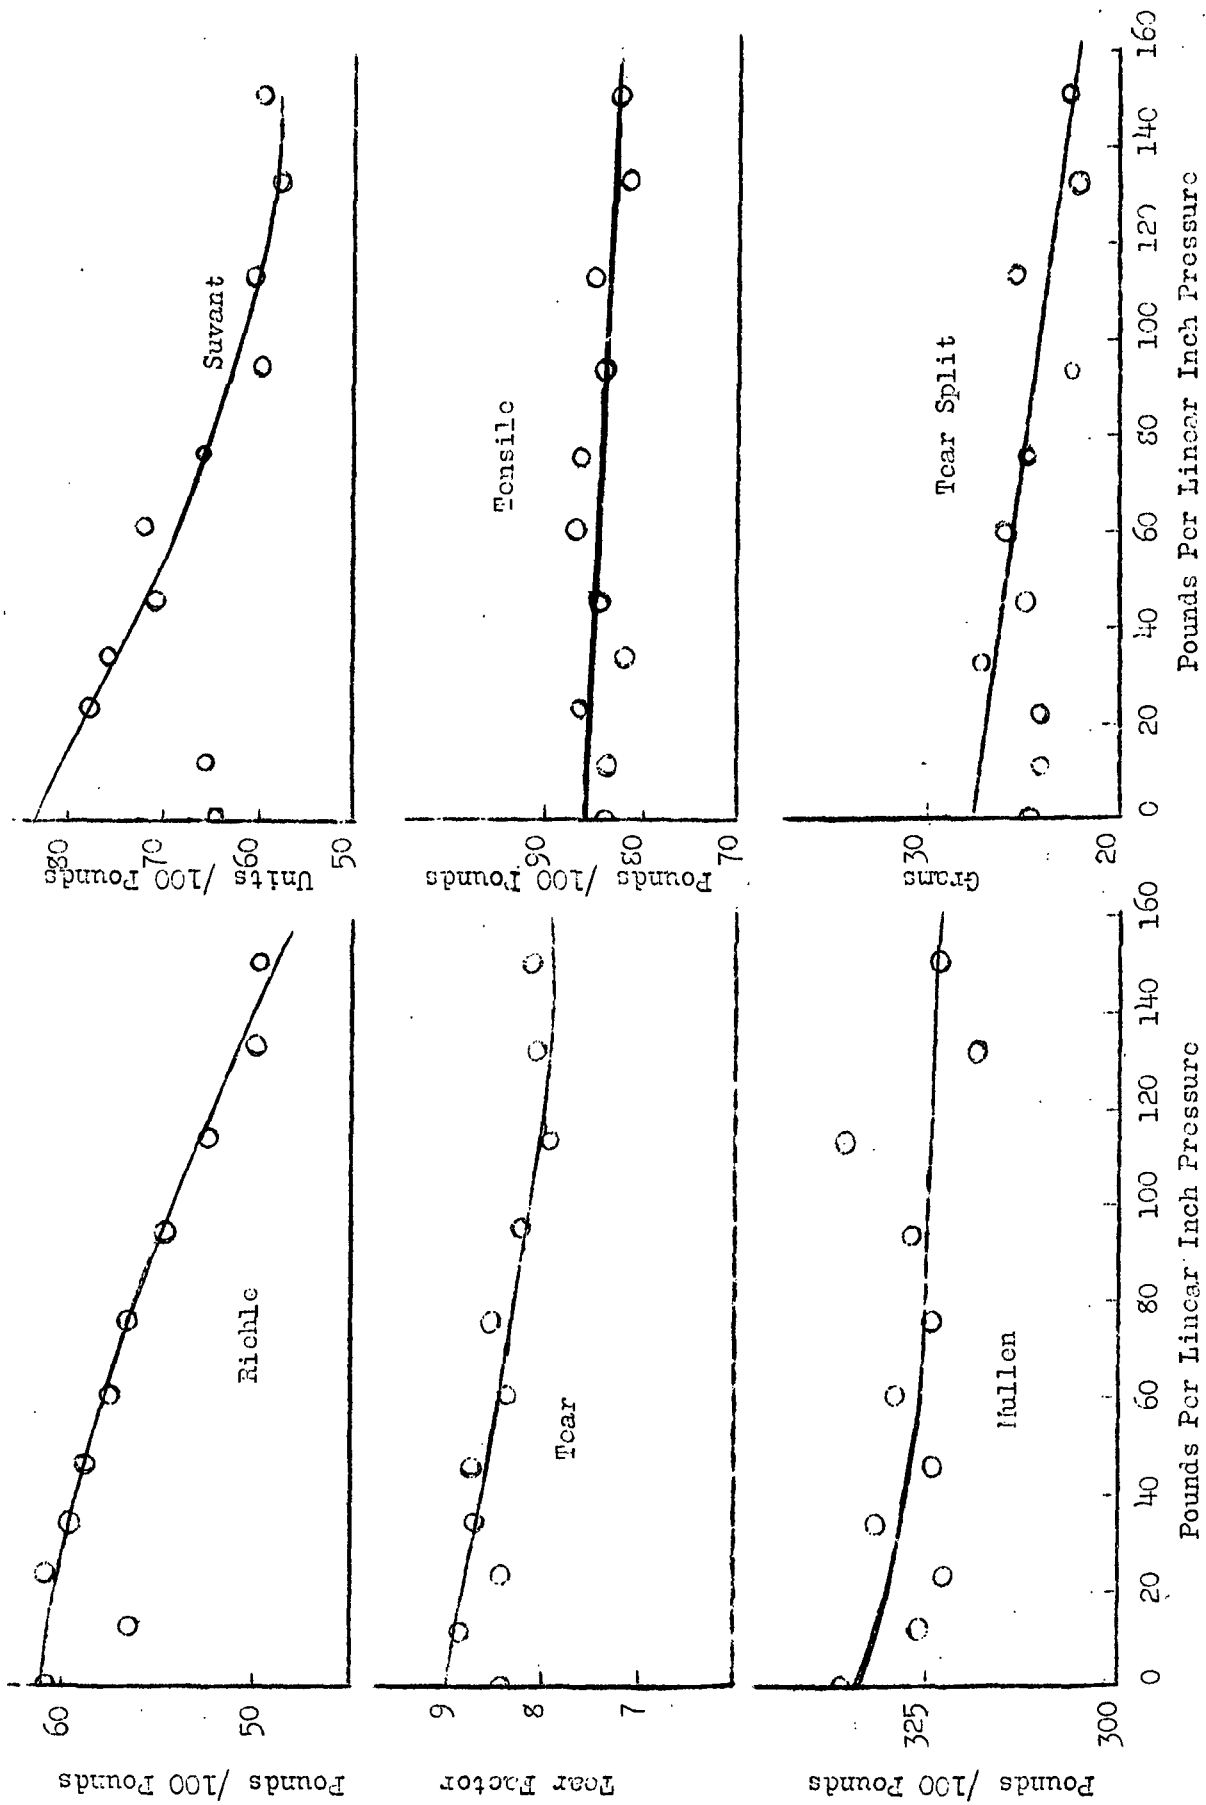 Pounds /100 Pounds
60
50
Riehle
Units /100 Pounds
80
70
60
50
Suvant
Tear Factor
9
8
7
Tear
Pounds /100 Pounds
90
80
70
Tensile
Pounds /100 Pounds
325
300
Mullen
0 20 40 60 80 100 120 140 160
Pounds Per Linear Inch Pressure
Grams
30
20
Tear Split
0 20 40 60 80 100 120 140 160
Pounds Per Linear Inch Pressure